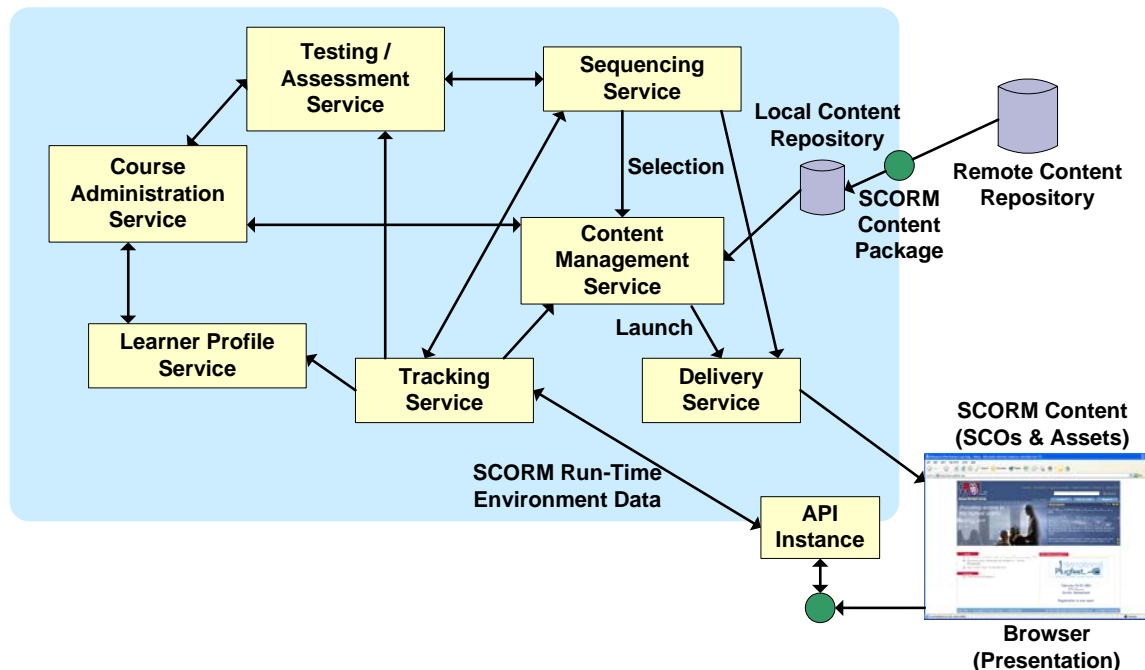 Testing /
Assessment
Service
Sequencing
Service
Local Content
Repository
Remote Content
Repository
Course
Administration
Service
Selection
SCORM
Content
Package
Content
Management
Service
Launch
Learner Profile
Service
Tracking
Service
Delivery
Service
SCORM Content
(SCOs & Assets)
SCORM Run-Time
Environment Data
API
Instance
International
Plugfest
Browser
(Presentation)